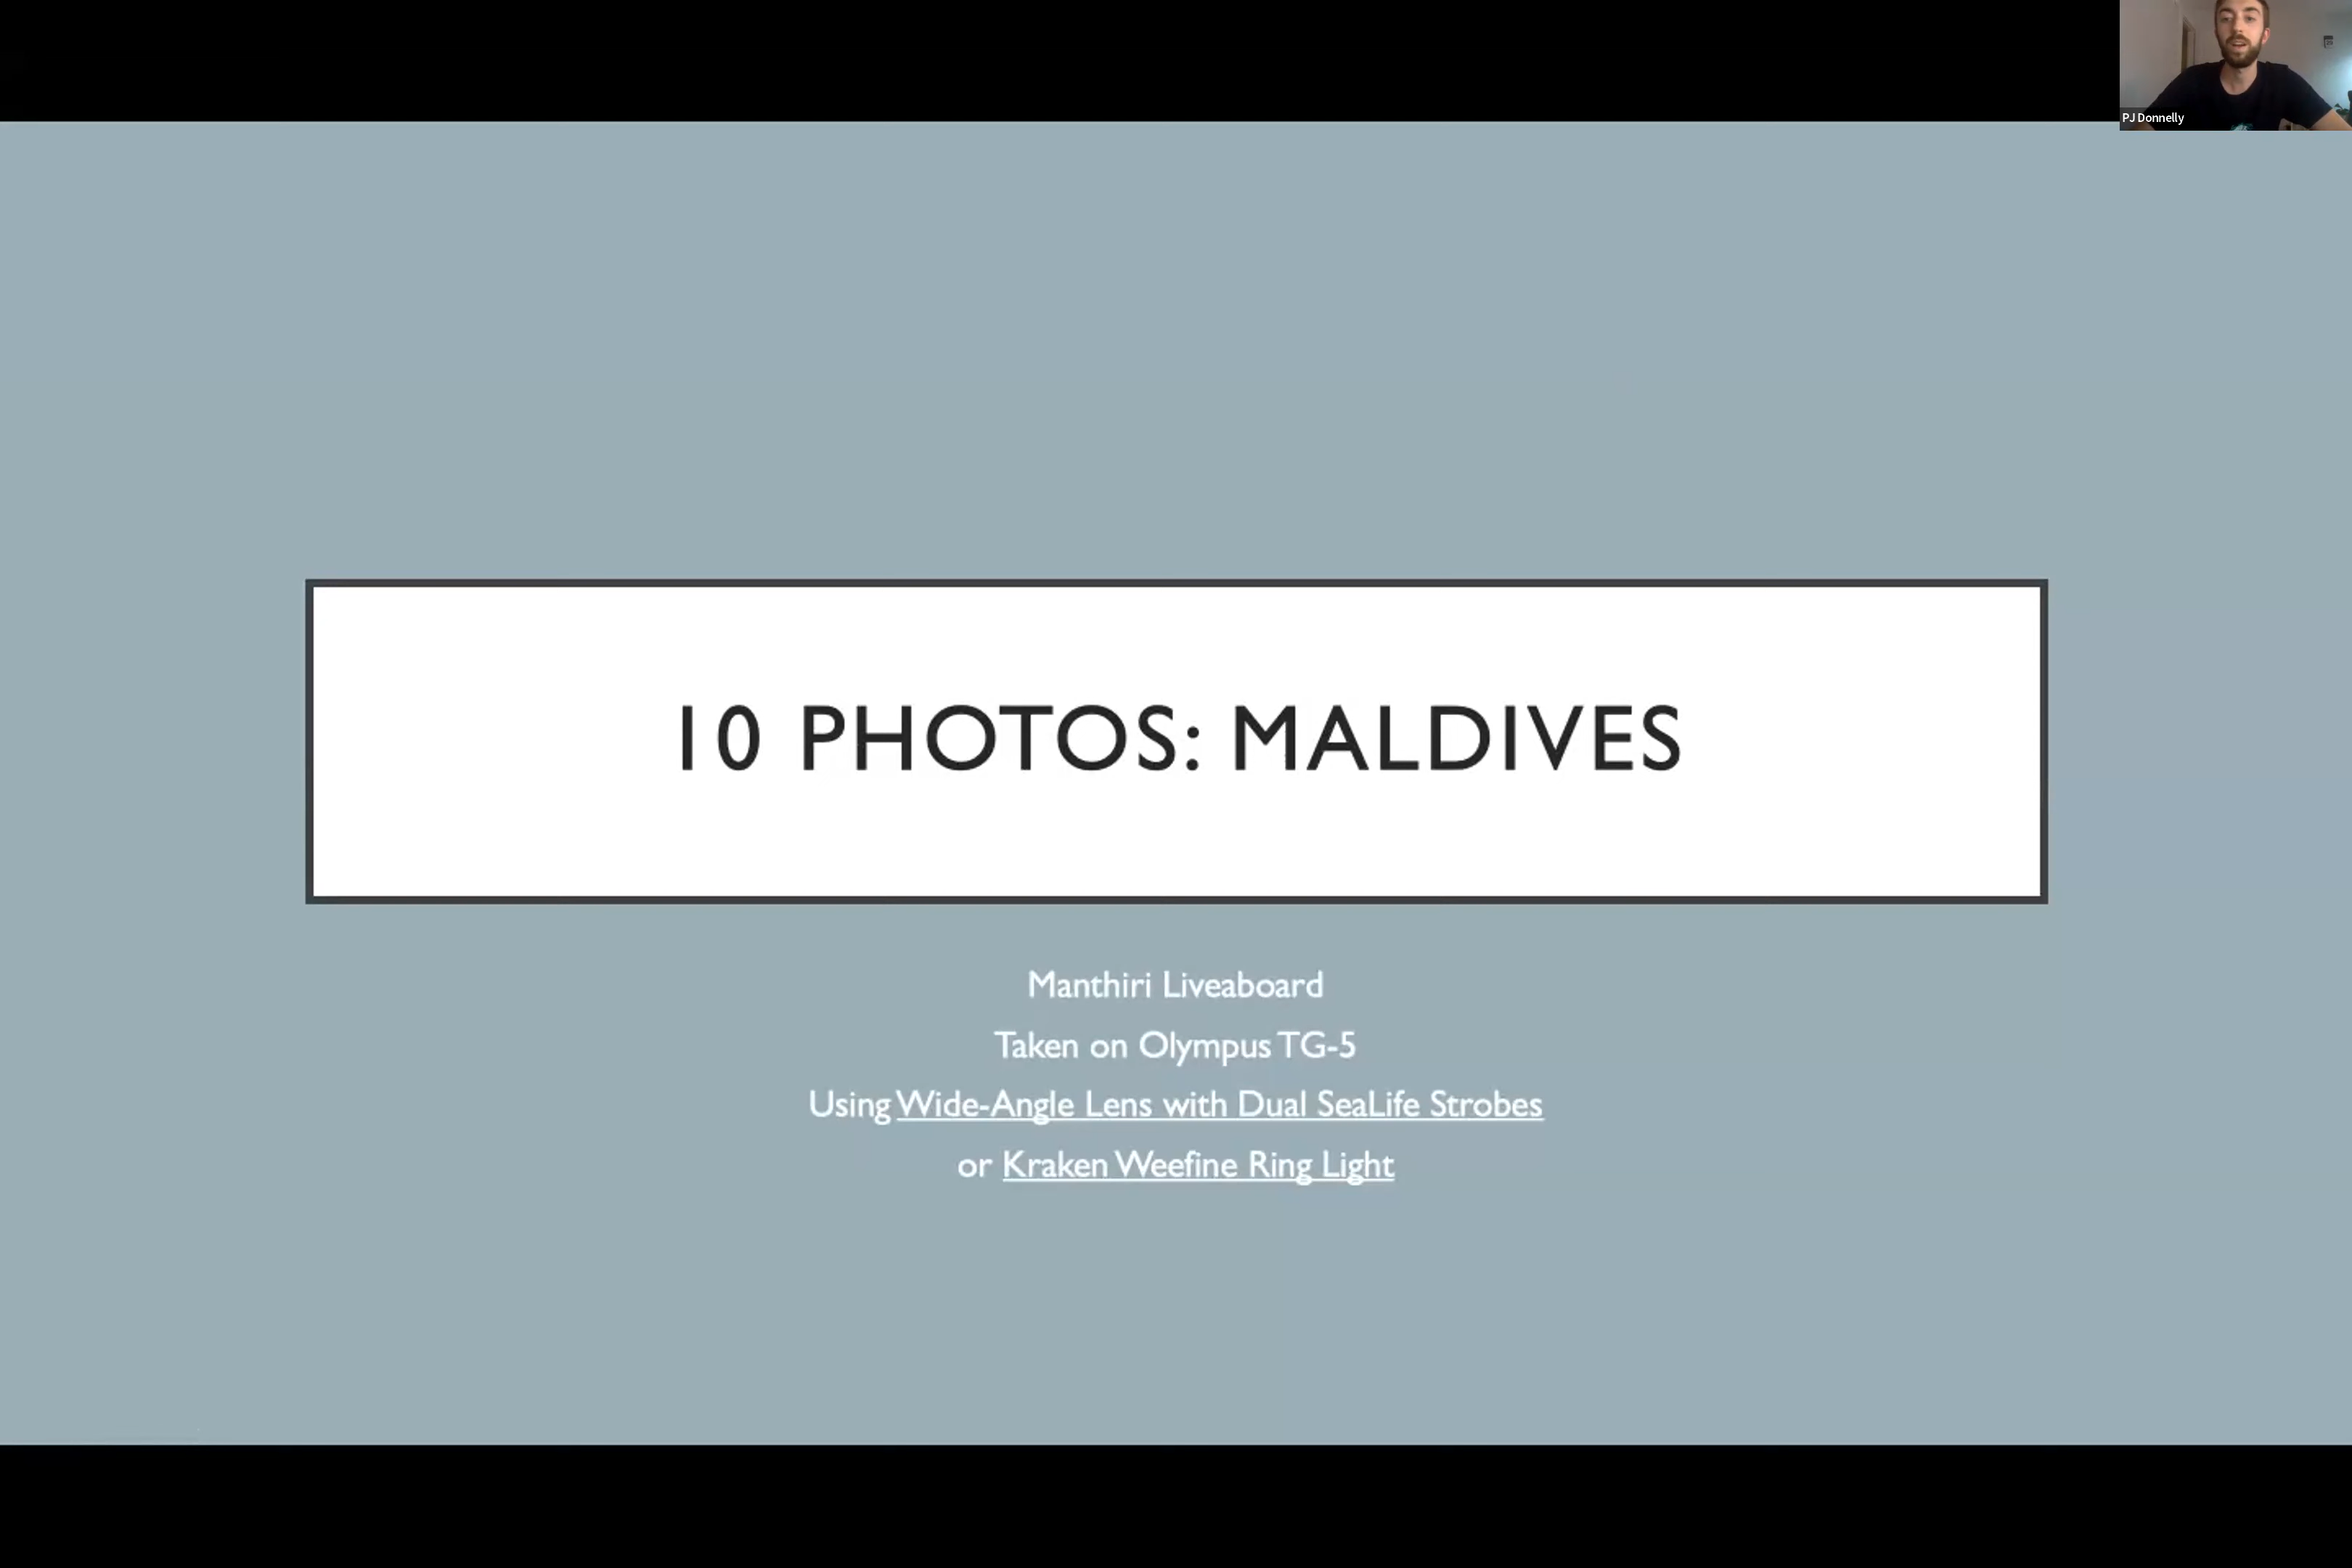 PJ Donnelly
10 PHOTOS: MALDIVES
Manthiri Liveaboard
Taken on Olympus TG-5
Using Wide-Angle Lens with Dual SeaLife Strobes
or Kraken Weefine Ring Light